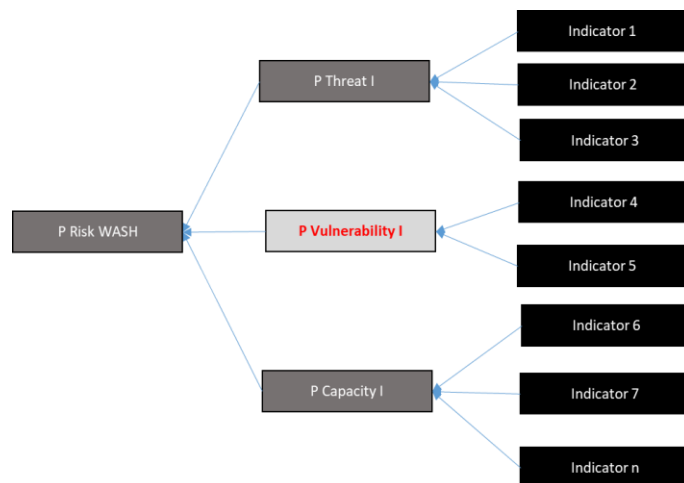 Indicator 1
P Threat I
Indicator 2
Indicator 3
Indicator 4
P Risk WASH
P Vulnerability I
Indicator 5
Indicator 6
P Capacity I
Indicator 7
Indicator n